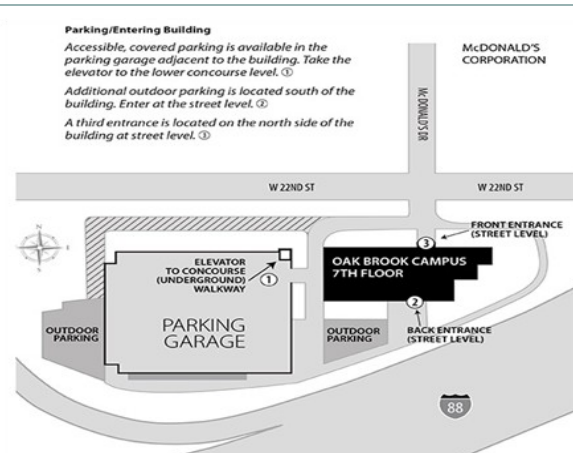 Parking/Entering Building
Accessible, covered parking is available in the
parking garage adjacent to the building. Take the
elevator to the lower concourse level. ①
Additional outdoor parking is located south of the
building. Enter at the street level. ②
A third entrance is located on the north side of the
building at street level. ③
McDONALD'S
CORPORATION
McDONALD'S DR
W 22ND ST
W 22ND ST
N
S
FRONT ENTRANCE
(STREET LEVEL)
③
OAK BROOK CAMPUS
7TH FLOOR
ELEVATOR
TO CONCOURSE
(UNDERGROUND)
WALKWAY
①
②
PARKING
GARAGE
OUTDOOR
PARKING
OUTDOOR
PARKING
BACK ENTRANCE
(STREET LEVEL)
88